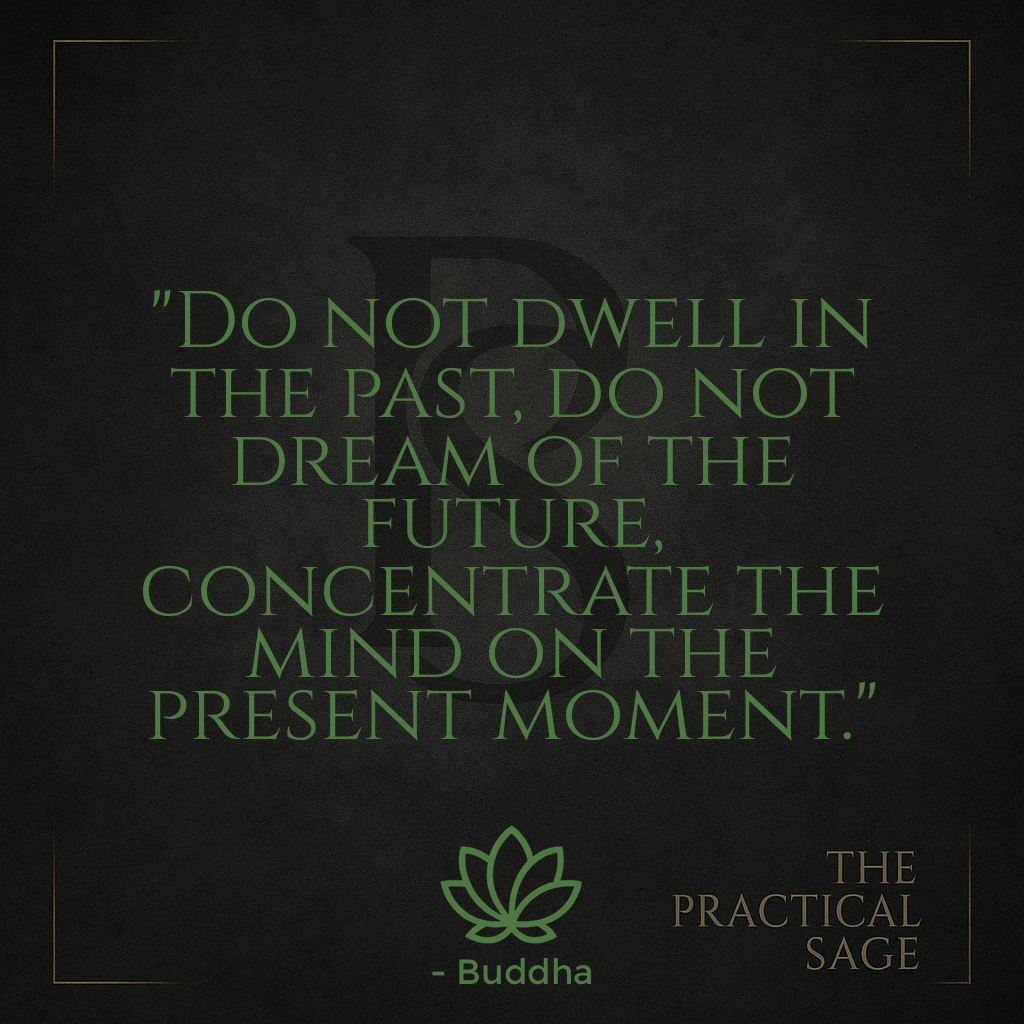 "Do not dwell in
the past, do not
dream of the
future,
concentrate the
mind on the
present moment."
- Buddha
THE
PRACTICAL
SAGE